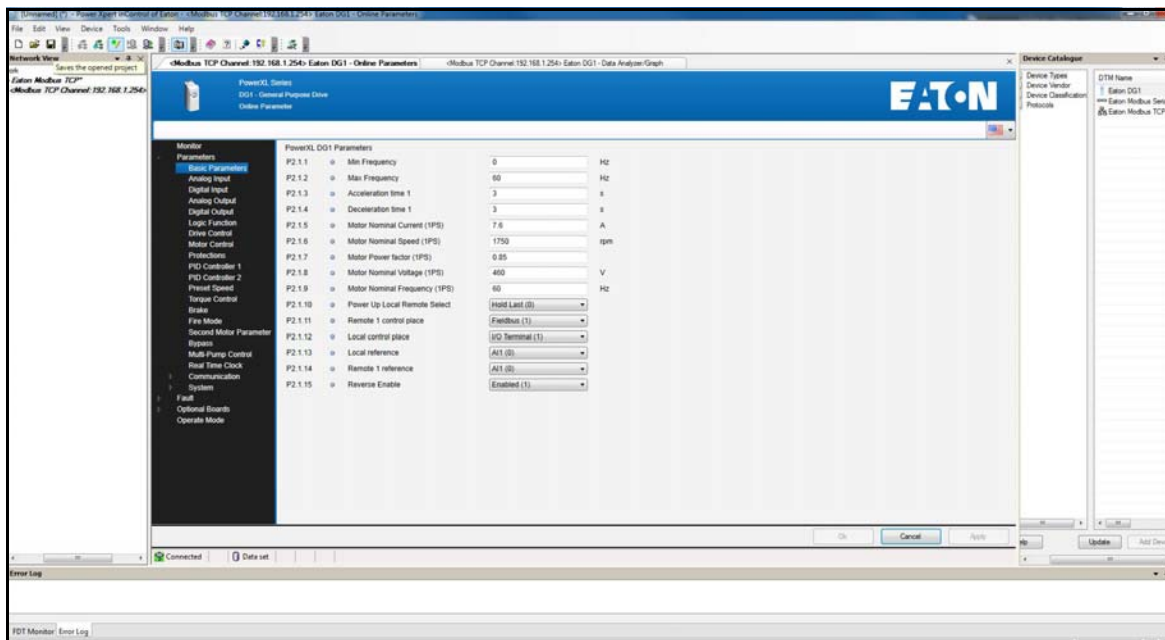 [Unnamed] (*) - Power Xpert inControl of Eaton - <Modbus TCP Channel:192.168.1.254> Eaton DG1 - Online Parameters
File Edit View Device Tools Window Help
Network View
Saves the opened project
Eaton Modbus TCP"
<Modbus TCP Channel:192.168.1.254>
<Modbus TCP Channel:192.168.1.254> Eaton DG1 - Online Parameters
<Modbus TCP Channel:192.168.1.254> Eaton DG1 - Data Analyzer/Graph
PowerXL Series
DG1 - General Purpose Drive
Online Parameter
EATON
Monitor
Parameters
Basic Parameters
Analog Input
Digital Input
Analog Output
Digital Output
Logic Function
Drive Control
Motor Control
Protections
PID Controller 1
PID Controller 2
Preset Speed
Torque Control
Brake
Fire Mode
Second Motor Parameter
Bypass
Multi-Pump Control
Real Time Clock
Communication
System
Fault
Optional Boards
Operate Mode
PowerXL DG1 Parameters
P2.1.1 Min Frequency 0 Hz
P2.1.2 Max Frequency 60 Hz
P2.1.3 Acceleration time 1 3 s
P2.1.4 Deceleration time 1 3 s
P2.1.5 Motor Nominal Current (1PS) 7.6 A
P2.1.6 Motor Nominal Speed (1PS) 1750 rpm
P2.1.7 Motor Power factor (1PS) 0.85
P2.1.8 Motor Nominal Voltage (1PS) 460 V
P2.1.9 Motor Nominal Frequency (1PS) 60 Hz
P2.1.10 Power Up Local Remote Select Hold Last (0)
P2.1.11 Remote 1 control place Fieldbus (1)
P2.1.12 Local control place I/O Terminal (1)
P2.1.13 Local reference AI1 (0)
P2.1.14 Remote 1 reference AI1 (0)
P2.1.15 Reverse Enable Enabled (1)
Ok Cancel Apply
Connected Data set
Device Catalogue
Device Types
Device Vendor
Device Classification
Protocols
DTM Name
Eaton DG1
Eaton Modbus Seri
Eaton Modbus TCP
Update Add Dev
Error Log
FDT Monitor Error Log